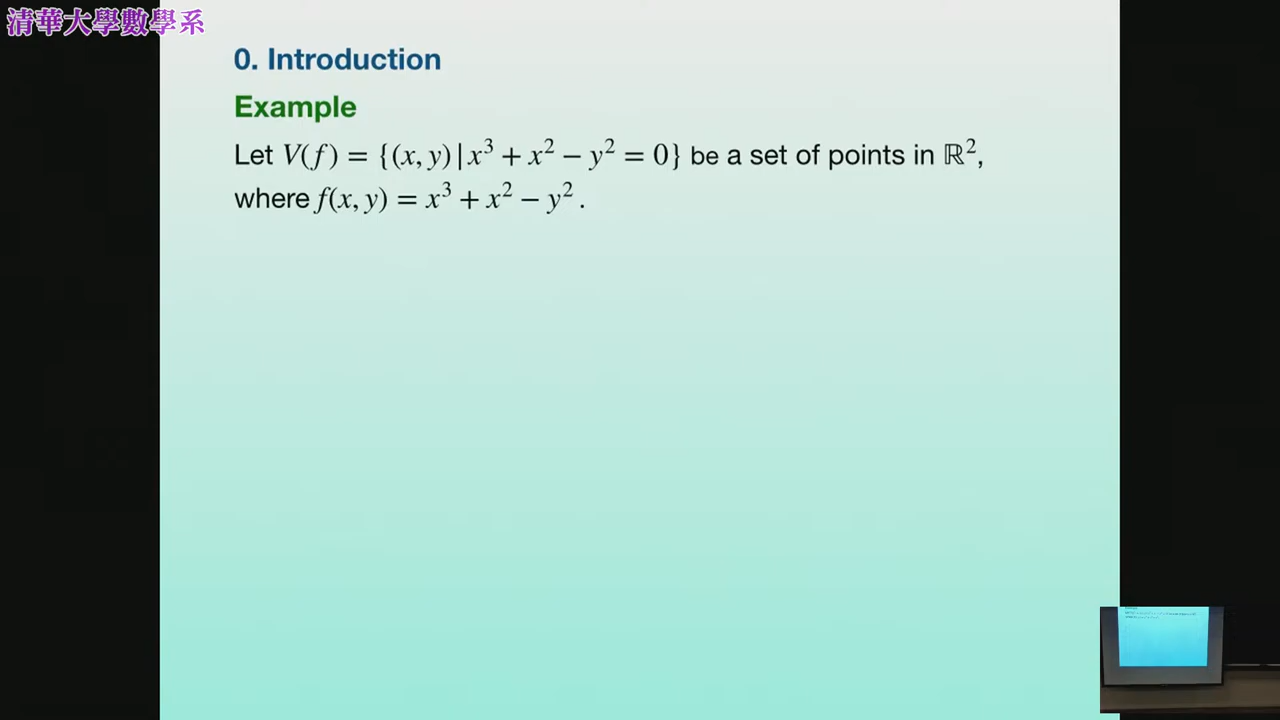 清華大學數學系
0. Introduction
Example
Let V(f) = {(x, y) | x³ + x² − y² = 0} be a set of points in ℝ²,
where f(x, y) = x³ + x² − y² .